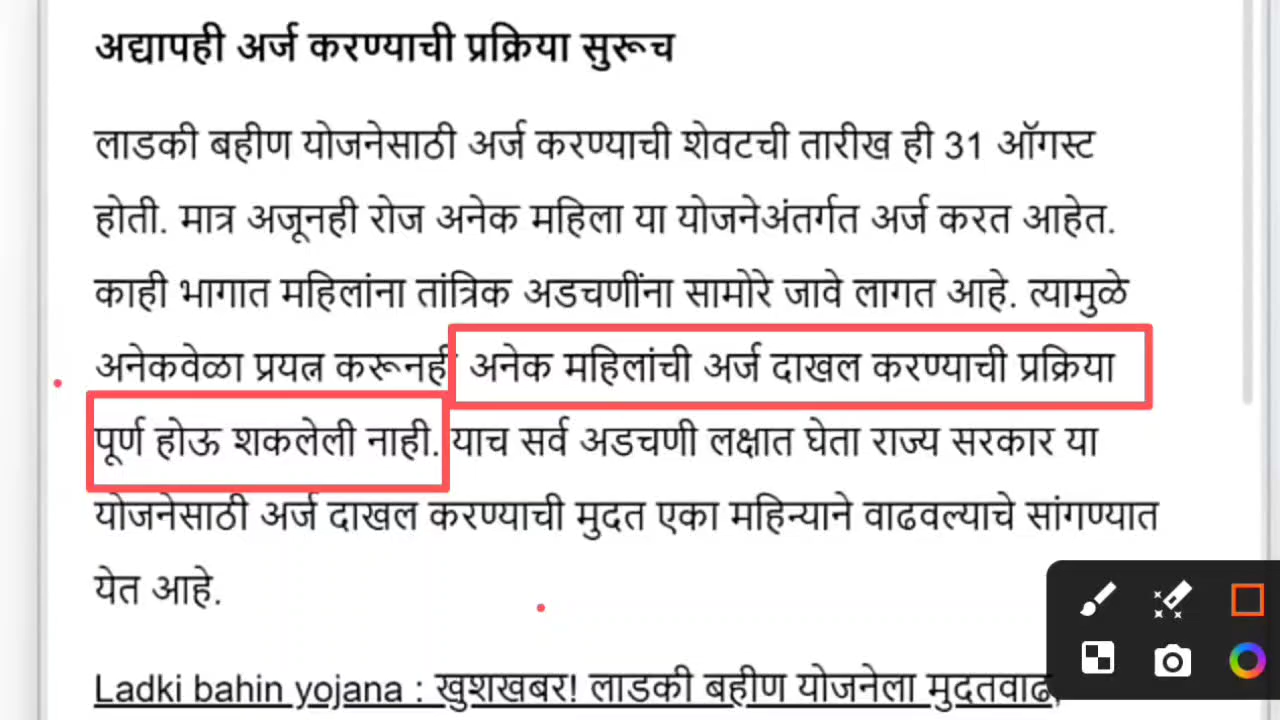 अद्यापही अर्ज करण्याची प्रक्रिया सुरूच
लाडकी बहीण योजनेसाठी अर्ज करण्याची शेवटची तारीख ही 31 ऑगस्ट
होती. मात्र अजूनही रोज अनेक महिला या योजनेअंतर्गत अर्ज करत आहेत.
काही भागात महिलांना तांत्रिक अडचणींना सामोरे जावे लागत आहे. त्यामुळे
अनेकवेळा प्रयत्न करूनही अनेक महिलांची अर्ज दाखल करण्याची प्रक्रिया
पूर्ण होऊ शकलेली नाही. याच सर्व अडचणी लक्षात घेता राज्य सरकार या
योजनेसाठी अर्ज दाखल करण्याची मुदत एका महिन्याने वाढवल्याचे सांगण्यात
येत आहे.
Ladki bahin yojana : खुशखबर! लाडकी बहीण योजनेला मुदतवाढ,